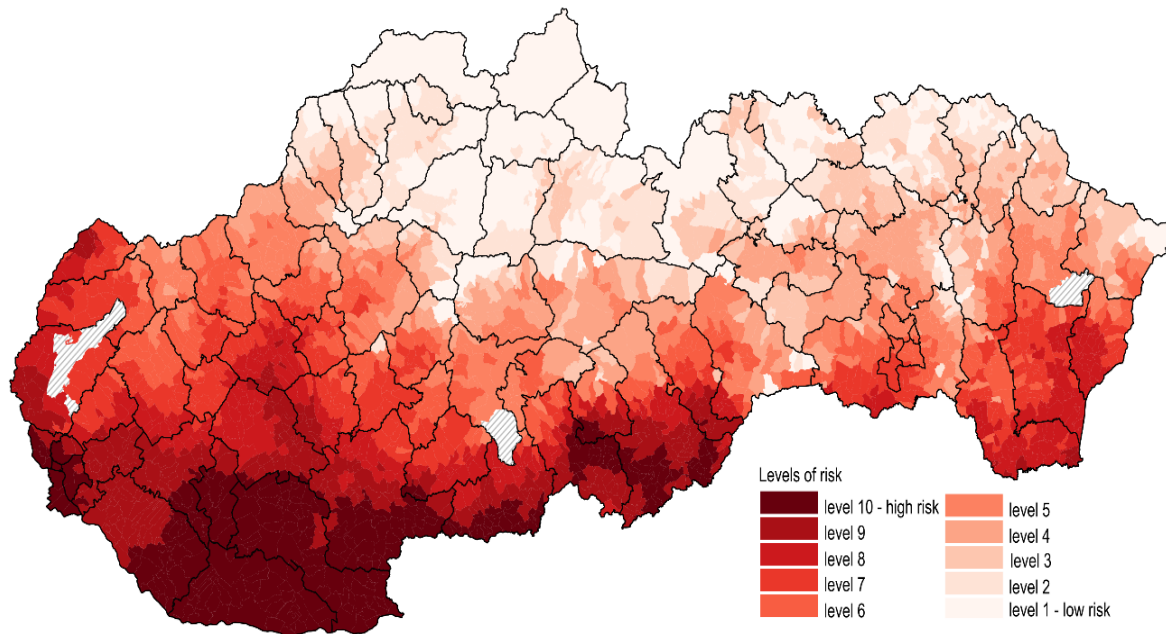 Levels of risk
level 10 - high risk
level 9
level 8
level 7
level 6
level 5
level 4
level 3
level 2
level 1 - low risk